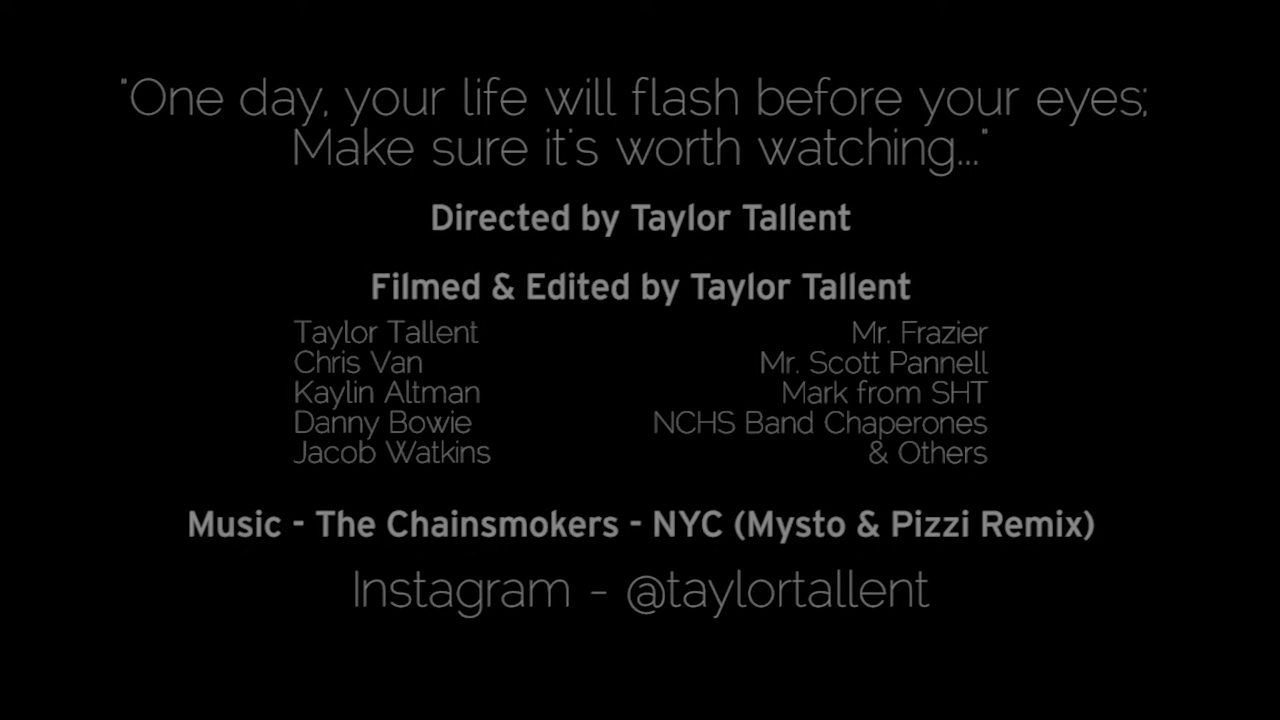 "One day, your life will flash before your eyes;
Make sure it's worth watching..."
Directed by Taylor Tallent
Filmed & Edited by Taylor Tallent
Taylor Tallent
Chris Van
Kaylin Altman
Danny Bowie
Jacob Watkins
Mr. Frazier
Mr. Scott Pannell
Mark from SHT
NCHS Band Chaperones
& Others
Music - The Chainsmokers - NYC (Mysto & Pizzi Remix)
Instagram - @taylortallent